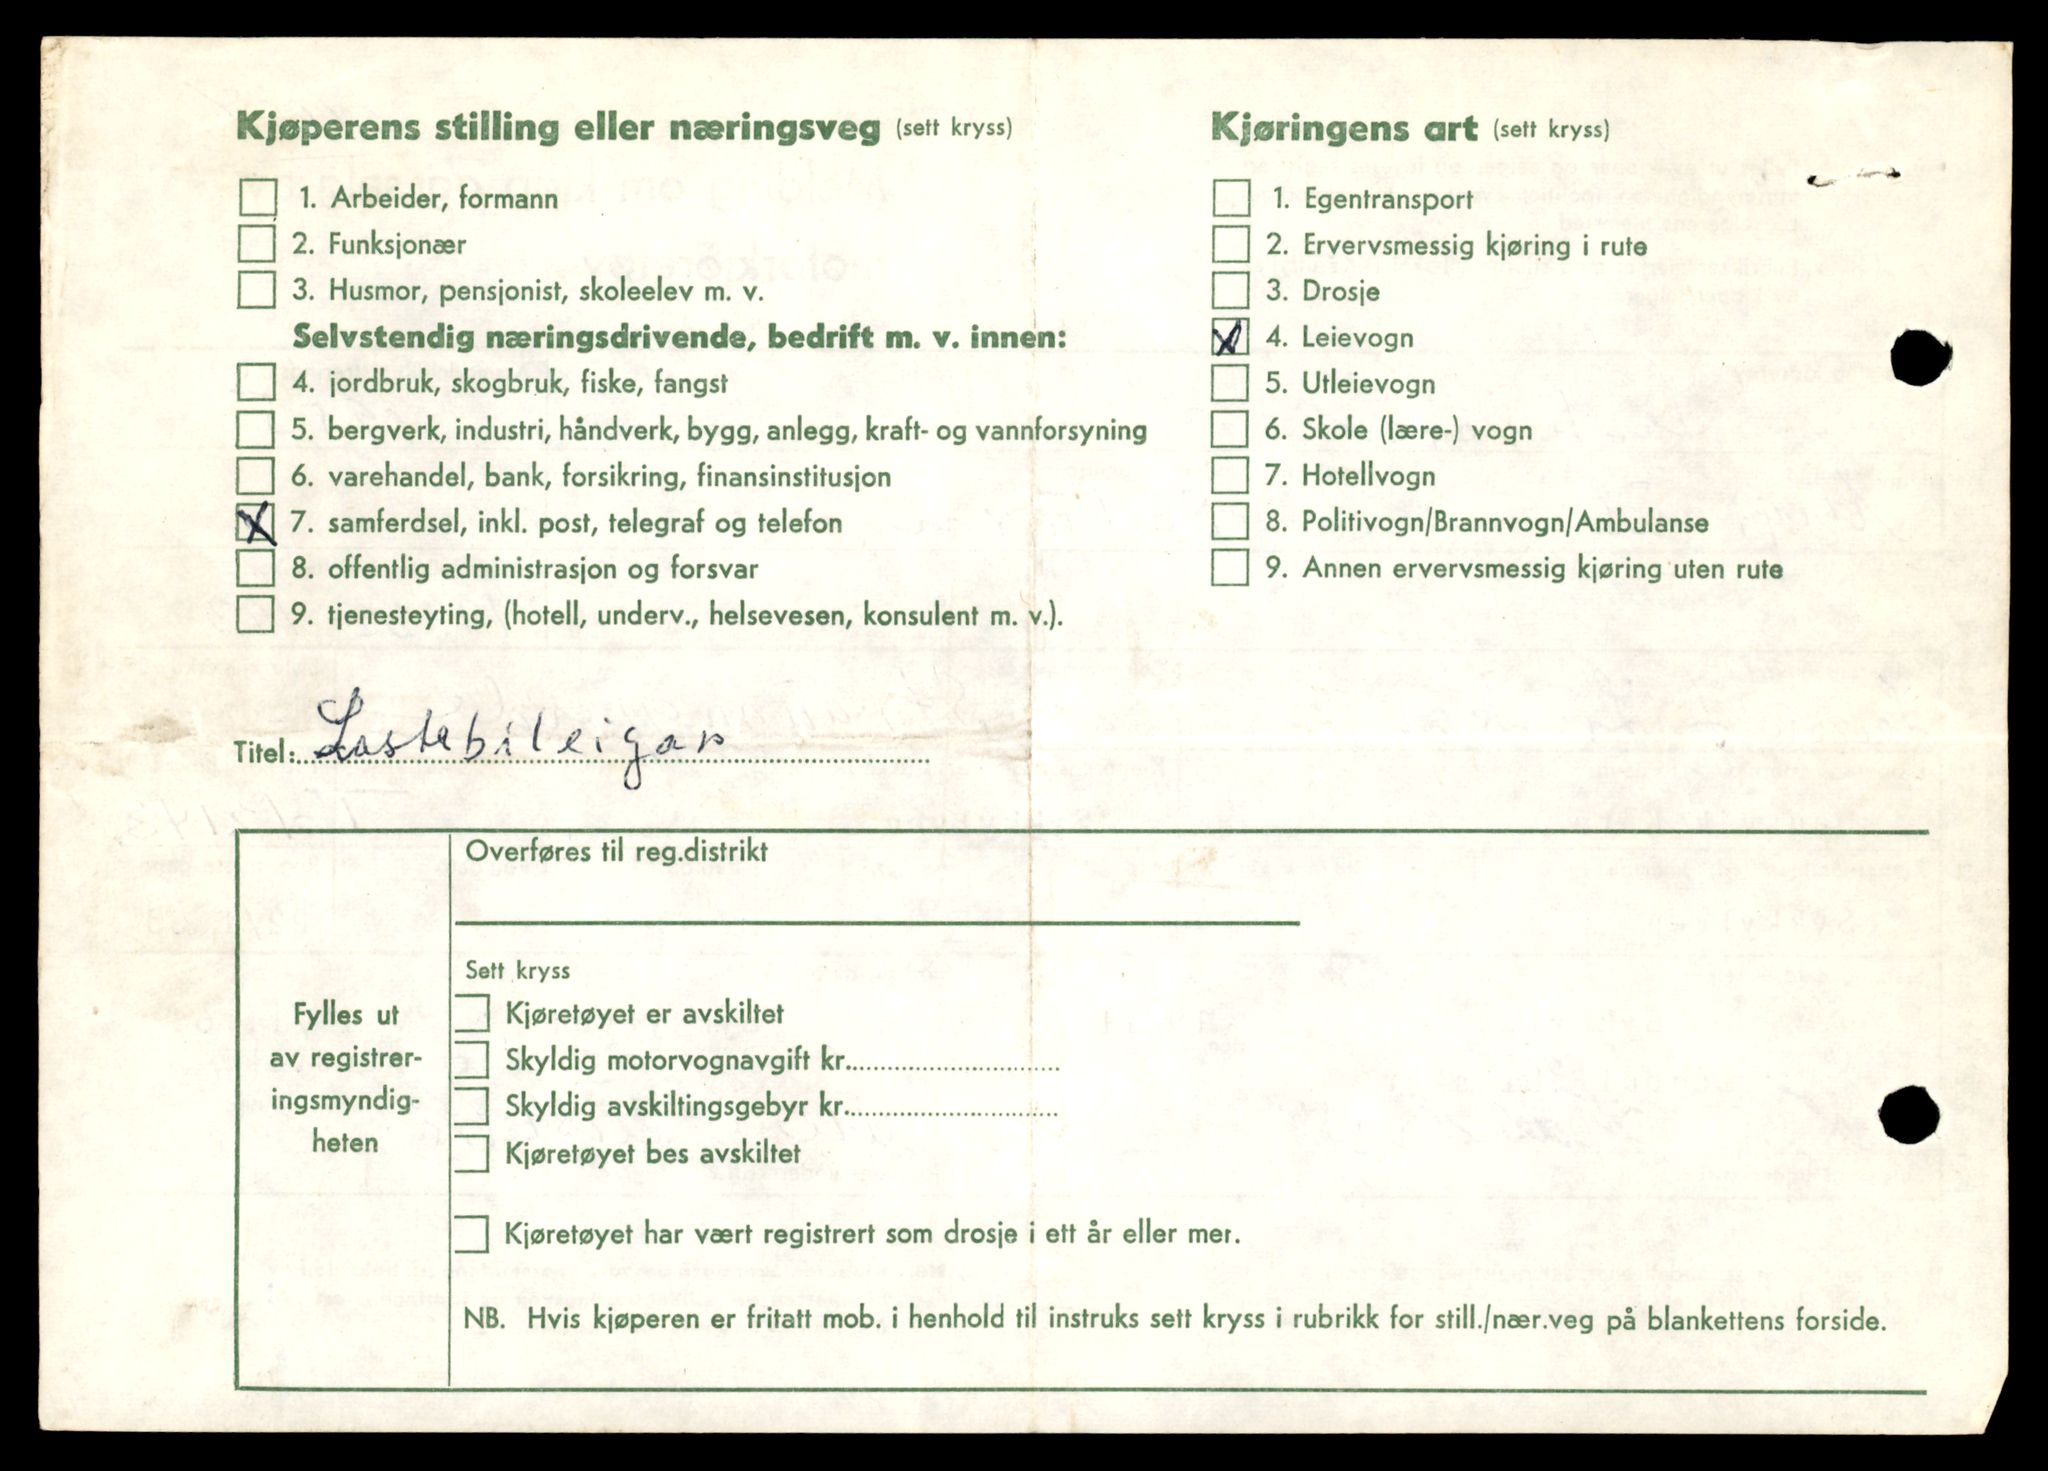 Kjøperens stilling eller næringsveg (sett kryss)
1. Arbeider, formann
2. Funksjonær
3. Husmor, pensjonist, skoleelev m. v.
Selvstendig næringsdrivende, bedrift m. v. innen:
4. jordbruk, skogbruk, fiske, fangst
5. bergverk, industri, håndverk, bygg, anlegg, kraft- og vannforsyning
6. varehandel, bank, forsikring, finansinstitusjon
X 7. samferdsel, inkl. post, telegraf og telefon
8. offentlig administrasjon og forsvar
9. tjenesteyting, (hotell, underv., helsevesen, konsulent m. v.).
Kjøringens art (sett kryss)
1. Egentransport
2. Ervervsmessig kjøring i rute
3. Drosje
X 4. Leievogn
5. Utleievogn
6. Skole (lære-) vogn
7. Hotellvogn
8. Politivogn/Brannvogn/Ambulanse
9. Annen ervervsmessig kjøring uten rute
Titel: Lastebileigar
Fylles ut
av registrer-
ingsmyndig-
heten
Overføres til reg.distrikt
Sett kryss
Kjøretøyet er avskiltet
Skyldig motorvognavgift kr.
Skyldig avskiltingsgebyr kr.
Kjøretøyet bes avskiltet
Kjøretøyet har vært registrert som drosje i ett år eller mer.
NB. Hvis kjøperen er fritatt mob. i henhold til instruks sett kryss i rubrikk for still./nær.veg på blankettens forside.